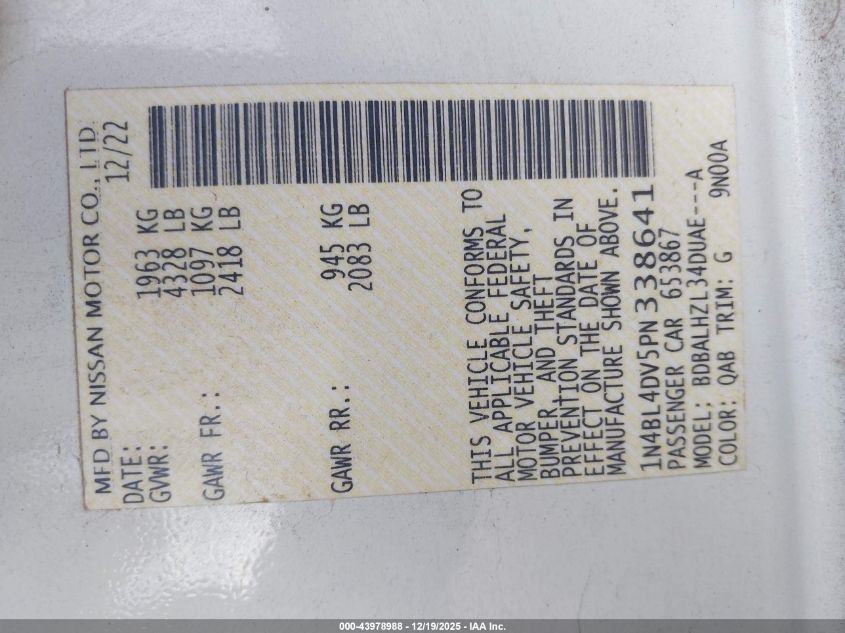 MFD BY NISSAN MOTOR CO., LTD.
DATE: 12/22
GVWR: 1963 KG
4328 LB
GAWR FR.: 1097 KG
2418 LB
GAWR RR.: 945 KG
2083 LB
THIS VEHICLE CONFORMS TO
ALL APPLICABLE FEDERAL
MOTOR VEHICLE SAFETY,
BUMPER, AND THEFT
PREVENTION STANDARDS IN
EFFECT ON THE DATE OF
MANUFACTURE SHOWN ABOVE.
1N4BL4DV5PN338641
PASSENGER CAR 653867
MODEL: BDBALHZL34DUAE---A
COLOR: QAB TRIM: G 9N00A
000-43978988 - 12/19/2025 - IAA Inc.